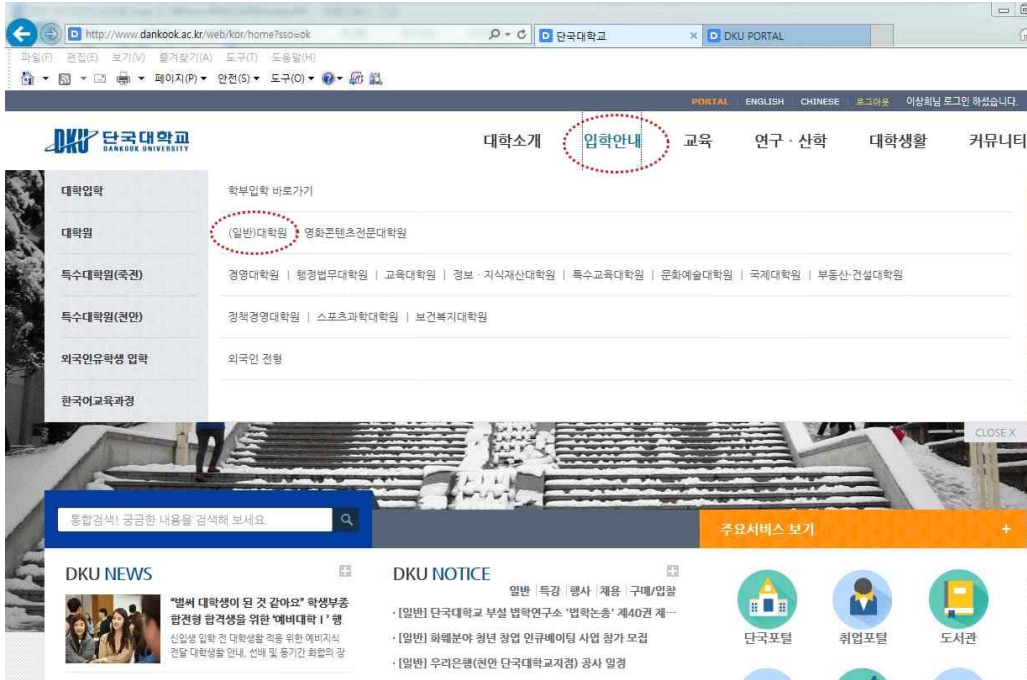 http://www.dankook.ac.kr/web/kor/home?sso=ok
단국대학교
DKU PORTAL
파일(F) 편집(E) 보기(V) 즐겨찾기(A) 도구(T) 도움말(H)
페이지(P) 안전(S) 도구(O)
PORTAL ENGLISH CHINESE 로그아웃 이상희님 로그인 하셨습니다.
DKU 단국대학교
DANKOOK UNIVERSITY
대학소개 입학안내 교육 연구 · 산학 대학생활 커뮤니티
대학입학 학부입학 바로가기
대학원 (일반)대학원 영화콘텐츠전문대학원
특수대학원(죽전) 경영대학원 | 행정법무대학원 | 교육대학원 | 정보 · 지식재산대학원 | 특수교육대학원 | 문화예술대학원 | 국제대학원 | 부동산·건설대학원
특수대학원(천안) 정책경영대학원 | 스포츠과학대학원 | 보건복지대학원
외국인유학생 입학 외국인 전형
한국어교육과정
CLOSE X
통합검색! 궁금한 내용을 검색해 보세요.
주요서비스 보기 +
DKU NEWS
"벌써 대학생이 된 것 같아요" 학생부종
합전형 합격생을 위한 '예비대학 I ' 행
신입생 입학 전 대학생활 적응 위한 예비지식
전달 대학생활 안내, 선배 및 동기간 화합의 장
DKU NOTICE
일반 | 특강 | 행사 | 채용 | 구매/입찰
· [일반] 단국대학교 부설 법학연구소 '법학논총' 제40권 제…
· [일반] 화훼분야 청년 창업 인큐베이팅 사업 참가 모집
· [일반] 우리은행(천안 단국대학교지점) 공사 일정
단국포털 취업포털 도서관